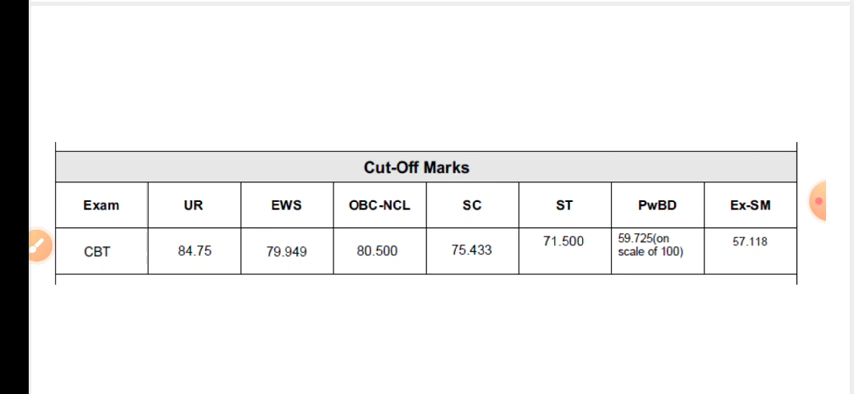 Cut-Off Marks
Exam UR EWS OBC-NCL SC ST PwBD Ex-SM
CBT 84.75 79.949 80.500 75.433 71.500 59.725(on 57.118
scale of 100)